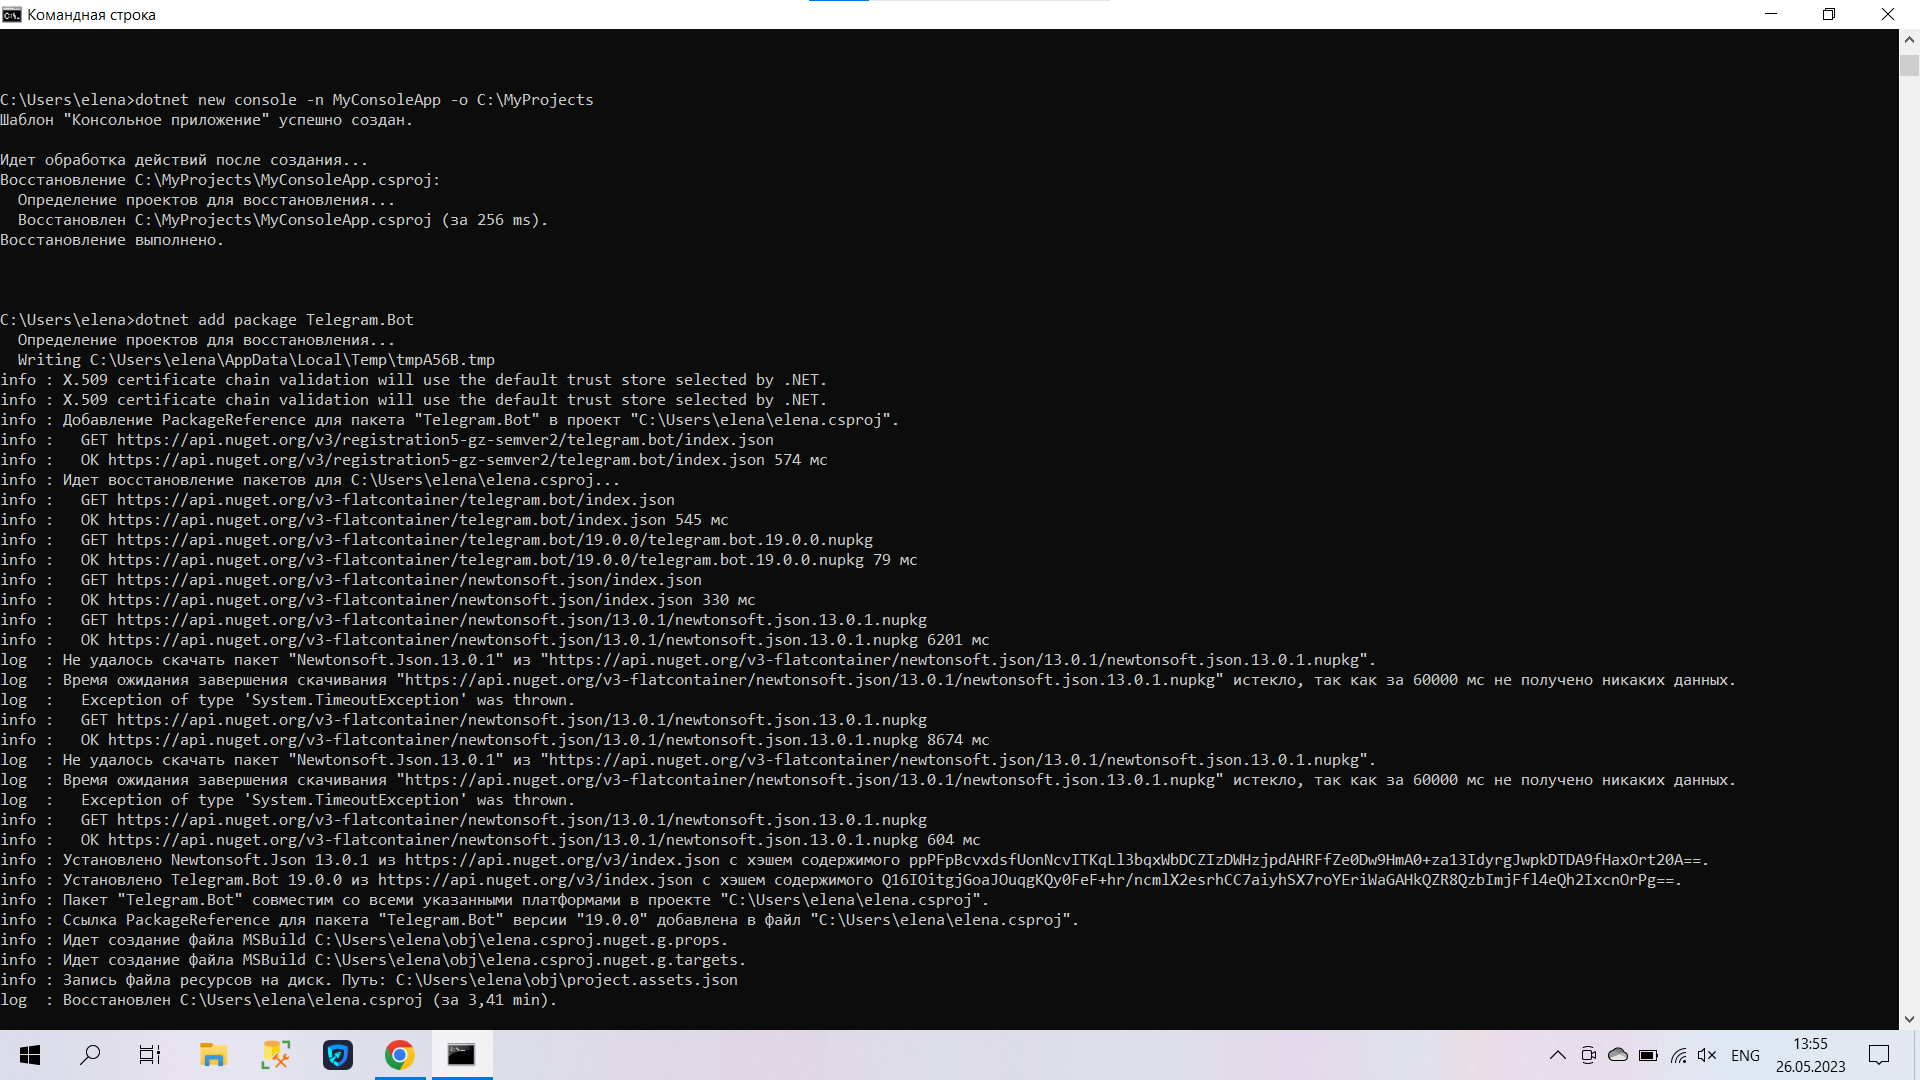 Командная строка
C:\Users\elena>dotnet new console -n MyConsoleApp -o C:\MyProjects
Шаблон "Консольное приложение" успешно создан.
Идет обработка действий после создания...
Восстановление C:\MyProjects\MyConsoleApp.csproj:
Определение проектов для восстановления...
Восстановлен C:\MyProjects\MyConsoleApp.csproj (за 256 ms).
Восстановление выполнено.
C:\Users\elena>dotnet add package Telegram.Bot
Определение проектов для восстановления...
Writing C:\Users\elena\AppData\Local\Temp\tmpA56B.tmp
info : X.509 certificate chain validation will use the default trust store selected by .NET.
info : X.509 certificate chain validation will use the default trust store selected by .NET.
info : Добавление PackageReference для пакета "Telegram.Bot" в проект "C:\Users\elena\elena.csproj".
info :   GET https://api.nuget.org/v3/registration5-gz-semver2/telegram.bot/index.json
info :   OK https://api.nuget.org/v3/registration5-gz-semver2/telegram.bot/index.json 574 мс
info : Идет восстановление пакетов для C:\Users\elena\elena.csproj...
info :   GET https://api.nuget.org/v3-flatcontainer/telegram.bot/index.json
info :   OK https://api.nuget.org/v3-flatcontainer/telegram.bot/index.json 545 мс
info :   GET https://api.nuget.org/v3-flatcontainer/telegram.bot/19.0.0/telegram.bot.19.0.0.nupkg
info :   OK https://api.nuget.org/v3-flatcontainer/telegram.bot/19.0.0/telegram.bot.19.0.0.nupkg 79 мс
info :   GET https://api.nuget.org/v3-flatcontainer/newtonsoft.json/index.json
info :   OK https://api.nuget.org/v3-flatcontainer/newtonsoft.json/index.json 330 мс
info :   GET https://api.nuget.org/v3-flatcontainer/newtonsoft.json/13.0.1/newtonsoft.json.13.0.1.nupkg
info :   OK https://api.nuget.org/v3-flatcontainer/newtonsoft.json/13.0.1/newtonsoft.json.13.0.1.nupkg 6201 мс
log  : Не удалось скачать пакет "Newtonsoft.Json.13.0.1" из "https://api.nuget.org/v3-flatcontainer/newtonsoft.json/13.0.1/newtonsoft.json.13.0.1.nupkg".
log  : Время ожидания завершения скачивания "https://api.nuget.org/v3-flatcontainer/newtonsoft.json/13.0.1/newtonsoft.json.13.0.1.nupkg" истекло, так как за 60000 мс не получено никаких данных.
log  :   Exception of type 'System.TimeoutException' was thrown.
info :   GET https://api.nuget.org/v3-flatcontainer/newtonsoft.json/13.0.1/newtonsoft.json.13.0.1.nupkg
info :   OK https://api.nuget.org/v3-flatcontainer/newtonsoft.json/13.0.1/newtonsoft.json.13.0.1.nupkg 8674 мс
log  : Не удалось скачать пакет "Newtonsoft.Json.13.0.1" из "https://api.nuget.org/v3-flatcontainer/newtonsoft.json/13.0.1/newtonsoft.json.13.0.1.nupkg".
log  : Время ожидания завершения скачивания "https://api.nuget.org/v3-flatcontainer/newtonsoft.json/13.0.1/newtonsoft.json.13.0.1.nupkg" истекло, так как за 60000 мс не получено никаких данных.
log  :   Exception of type 'System.TimeoutException' was thrown.
info :   GET https://api.nuget.org/v3-flatcontainer/newtonsoft.json/13.0.1/newtonsoft.json.13.0.1.nupkg
info :   OK https://api.nuget.org/v3-flatcontainer/newtonsoft.json/13.0.1/newtonsoft.json.13.0.1.nupkg 604 мс
info : Установлено Newtonsoft.Json 13.0.1 из https://api.nuget.org/v3/index.json с хэшем содержимого ppPFpBcvxdsfUonNcvITKqLl3bqxWbDCZIzDWHzjpdAHRFfZe0Dw9HmA0+za13IdyrgJwpkDTDA9fHaxOrt20A==.
info : Установлено Telegram.Bot 19.0.0 из https://api.nuget.org/v3/index.json с хэшем содержимого Q16IOitgjGoaJOuqgKQy0FeF+hr/ncmlX2esrhCC7aiyhSX7roYEriWaGAHkQZR8QzbImjFfl4eQh2IxcnOrPg==.
info : Пакет "Telegram.Bot" совместим со всеми указанными платформами в проекте "C:\Users\elena\elena.csproj".
info : Ссылка PackageReference для пакета "Telegram.Bot" версии "19.0.0" добавлена в файл "C:\Users\elena\elena.csproj".
info : Идет создание файла MSBuild C:\Users\elena\obj\elena.csproj.nuget.g.props.
info : Идет создание файла MSBuild C:\Users\elena\obj\elena.csproj.nuget.g.targets.
info : Запись файла ресурсов на диск. Путь: C:\Users\elena\obj\project.assets.json
log  : Восстановлен C:\Users\elena\elena.csproj (за 3,41 min).
ENG
13:55
26.05.2023